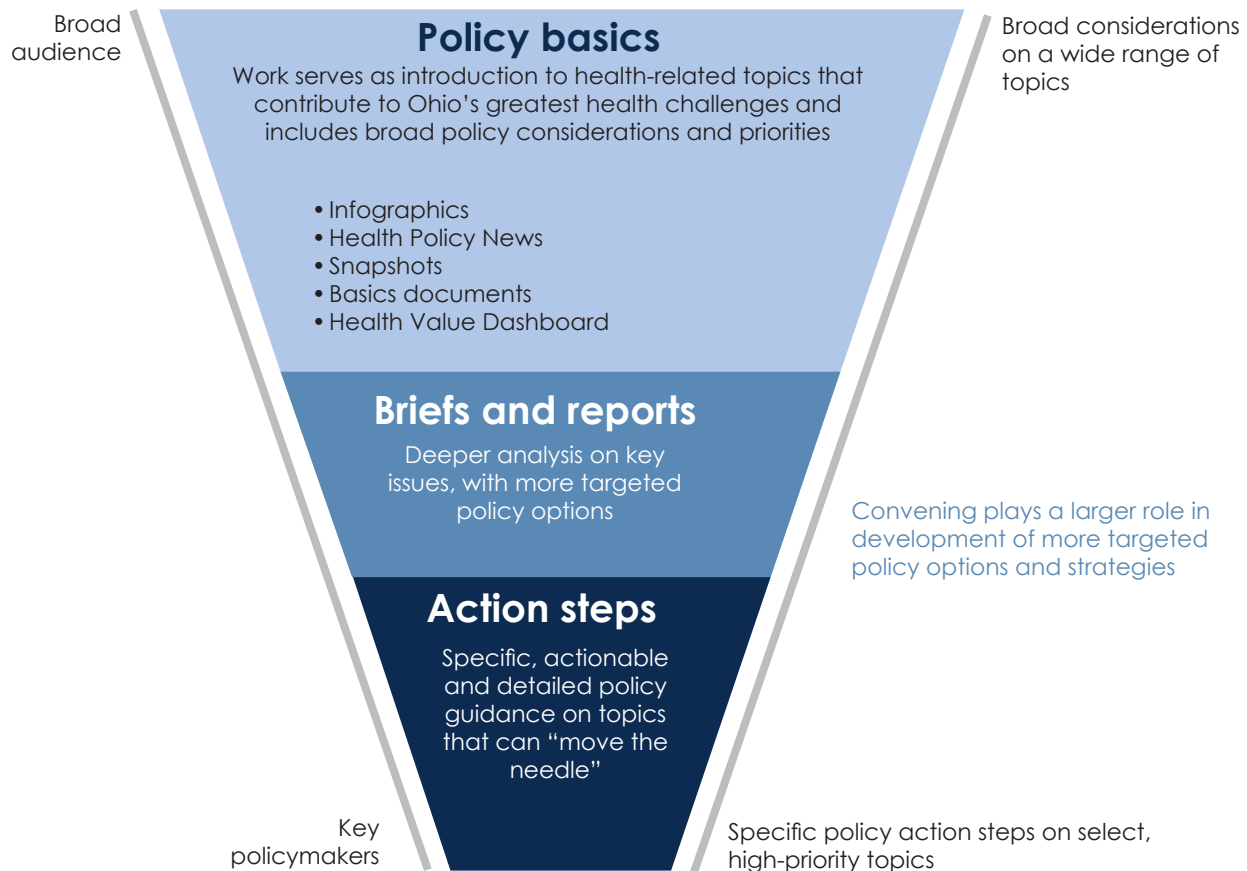 Broad
audience
Policy basics
Work serves as introduction to health-related topics that
contribute to Ohio’s greatest health challenges and
includes broad policy considerations and priorities
• Infographics
• Health Policy News
• Snapshots
• Basics documents
• Health Value Dashboard
Broad considerations
on a wide range of
topics
Briefs and reports
Deeper analysis on key
issues, with more targeted
policy options
Convening plays a larger role in
development of more targeted
policy options and strategies
Action steps
Specific, actionable
and detailed policy
guidance on topics
that can “move the
needle”
Key
policymakers
Specific policy action steps on select,
high-priority topics